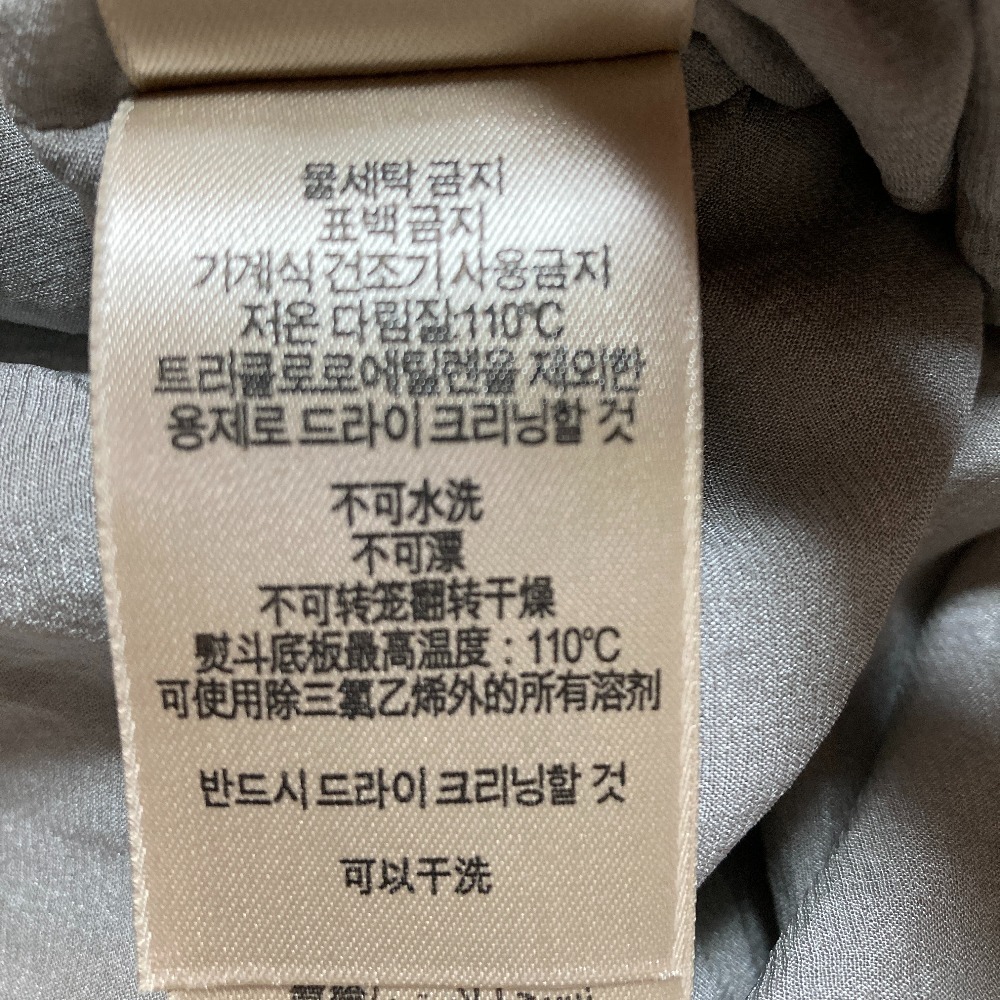 물세탁 금지
표백 금지
기계식 건조기 사용금지
저온 다림질:110℃
트리클로로에틸렌을 제외한
용제로 드라이 크리닝할 것
不可水洗
不可漂
不可转笼翻转干燥
熨斗底板最高温度：110℃
可使用除三氯乙烯外的所有溶剂
반드시 드라이 크리닝할 것
可以干洗